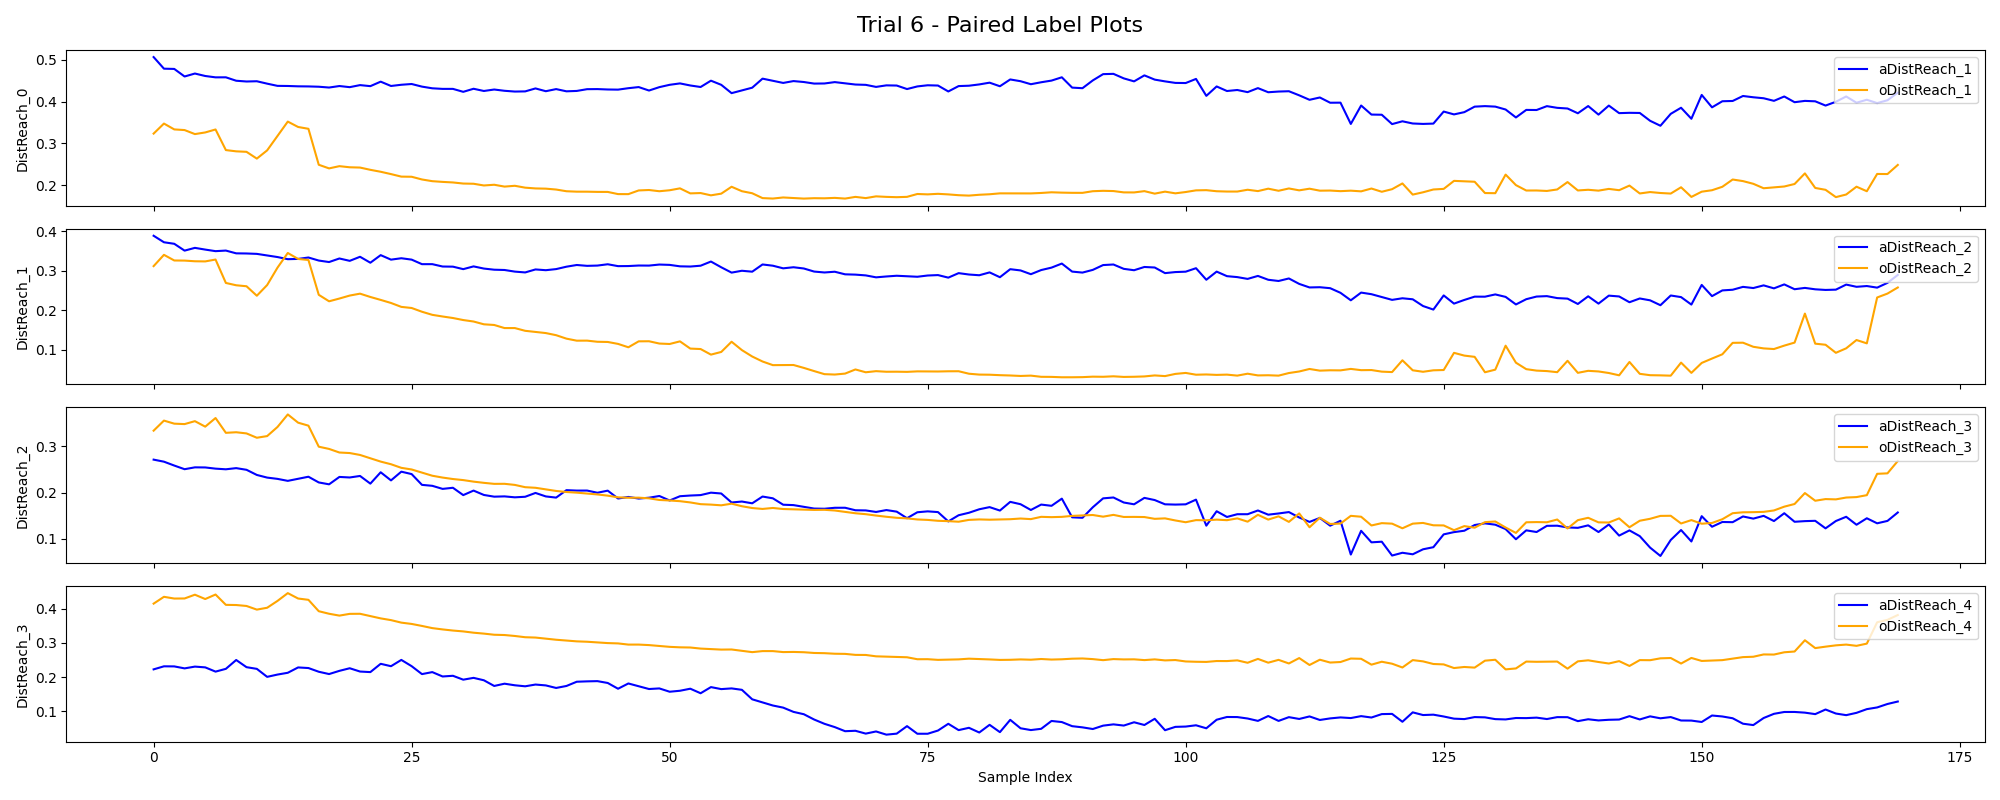 Trial 6 - Paired Label Plots
DistReach_0
0.5
0.4
0.3
0.2
aDistReach_1
oDistReach_1
DistReach_1
0.4
0.3
0.2
0.1
aDistReach_2
oDistReach_2
DistReach_2
0.3
0.2
0.1
aDistReach_3
oDistReach_3
DistReach_3
0.4
0.3
0.2
0.1
aDistReach_4
oDistReach_4
0 25 50 75 100 125 150 175
Sample Index